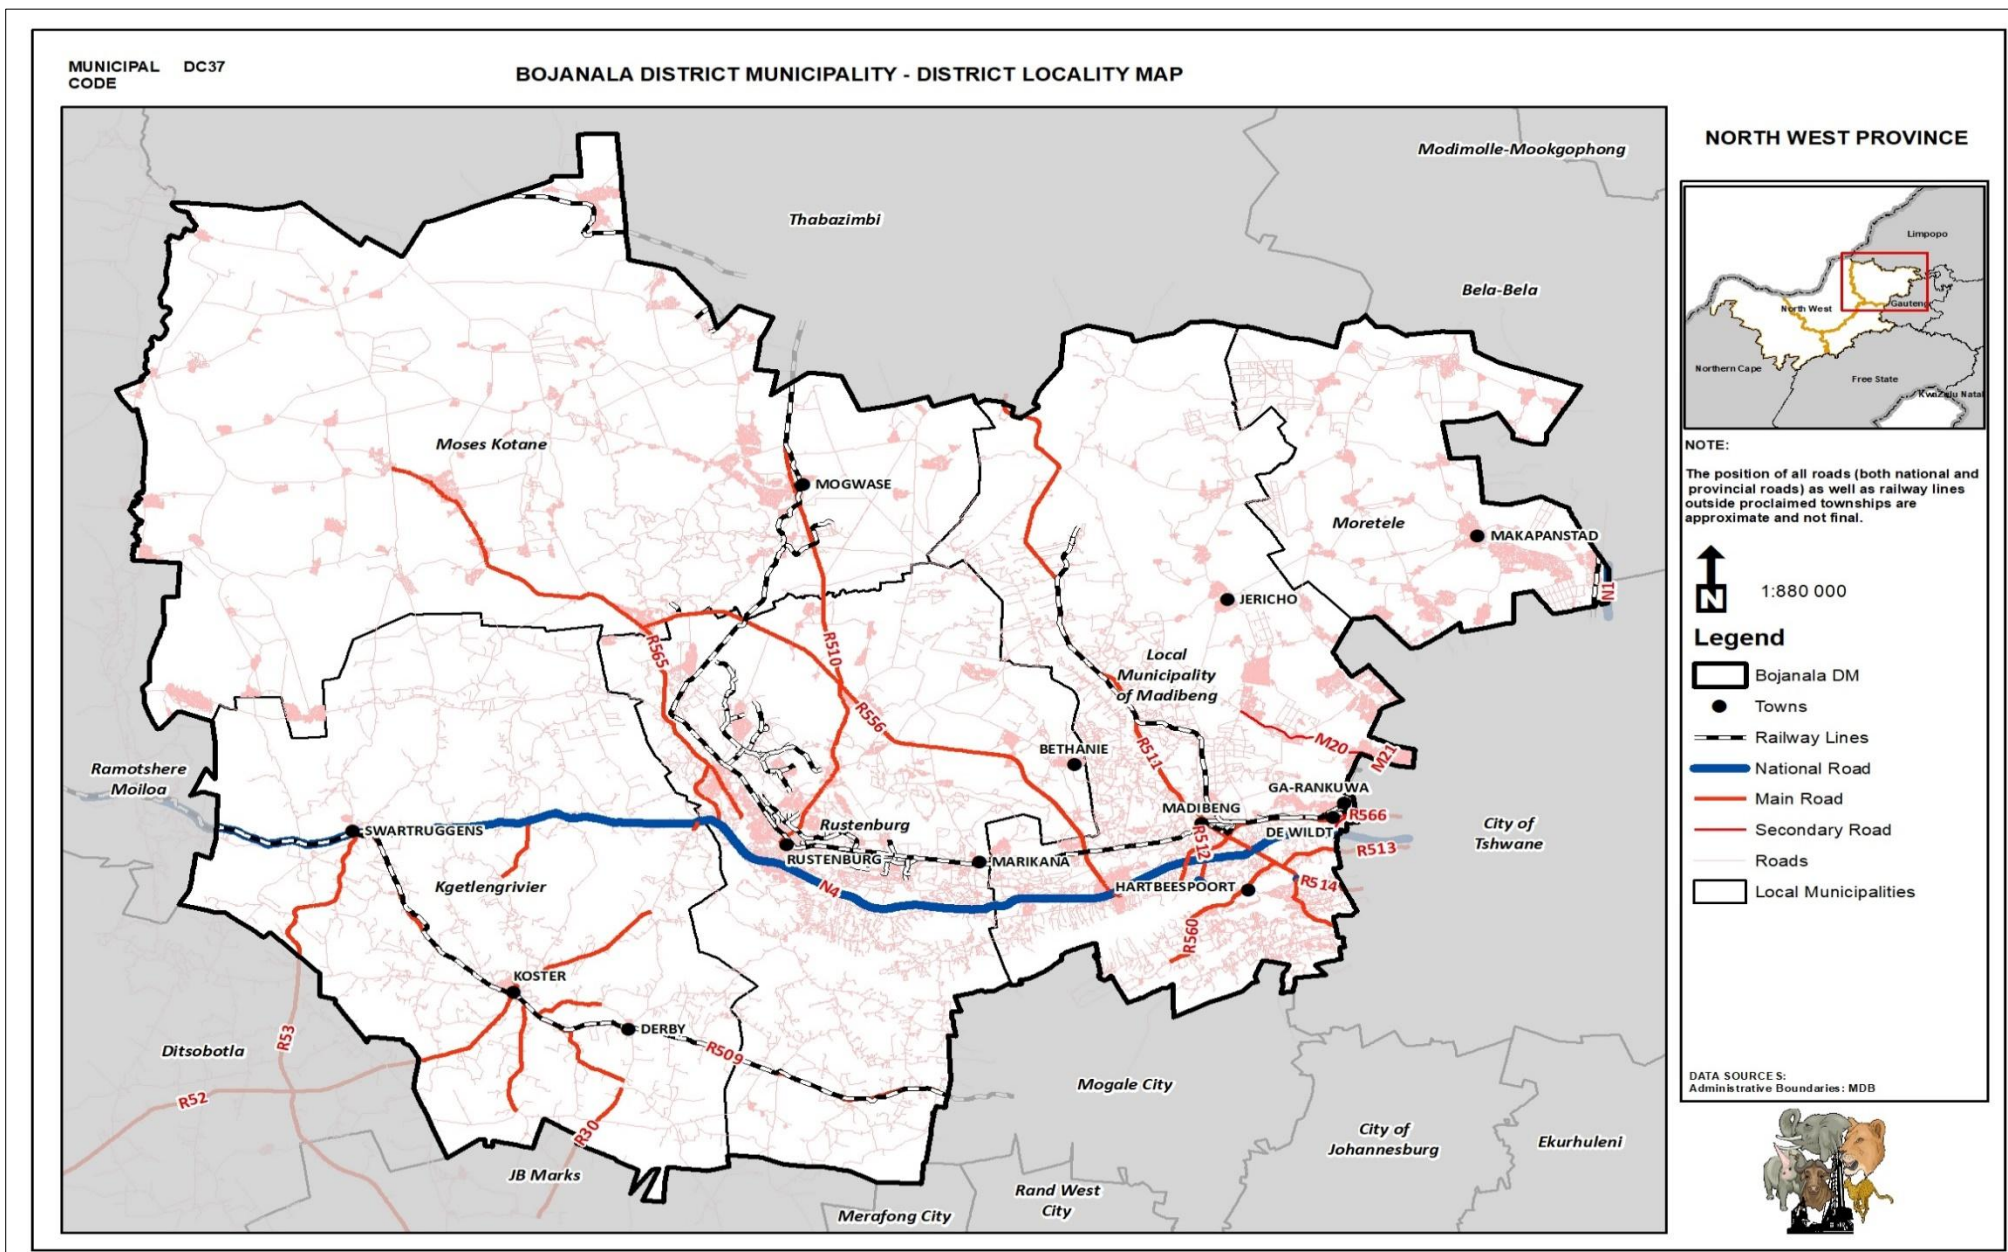 MUNICIPAL CODE DC37
BOJANALA DISTRICT MUNICIPALITY - DISTRICT LOCALITY MAP
Modimolle-Mookgophong
Thabazimbi
Bela-Bela
Moses Kotane
MOGWASE
Moretele
MAKAPANSTAD
N1
JERICHO
R565
R510
Local
Municipality
of Madibeng
R556
M20
M21
R511
BETHANIE
Ramotshere
Moiloa
GA-RANKUWA
MADIBENG
R566
SWARTRUGGENS
Rustenburg
DE WILDT
City of
Tshwane
R512
R513
RUSTENBURG
MARIKANA
Kgetlengrivier
N4
HARTBEESPOORT
R514
R560
KOSTER
DERBY
R53
Ditsobotla
R509
Mogale City
R52
R30
City of
Johannesburg
Ekurhuleni
JB Marks
Rand West
City
Merafong City
NORTH WEST PROVINCE
Limpopo
North West
Gauteng
Northern Cape
Free State
KwaZulu Natal
NOTE:
The position of all roads (both national and
provincial roads) as well as railway lines
outside proclaimed townships are
approximate and not final.
N
1:880 000
Legend
Bojanala DM
Towns
Railway Lines
National Road
Main Road
Secondary Road
Roads
Local Municipalities
DATA SOURCES:
Administrative Boundaries: MDB